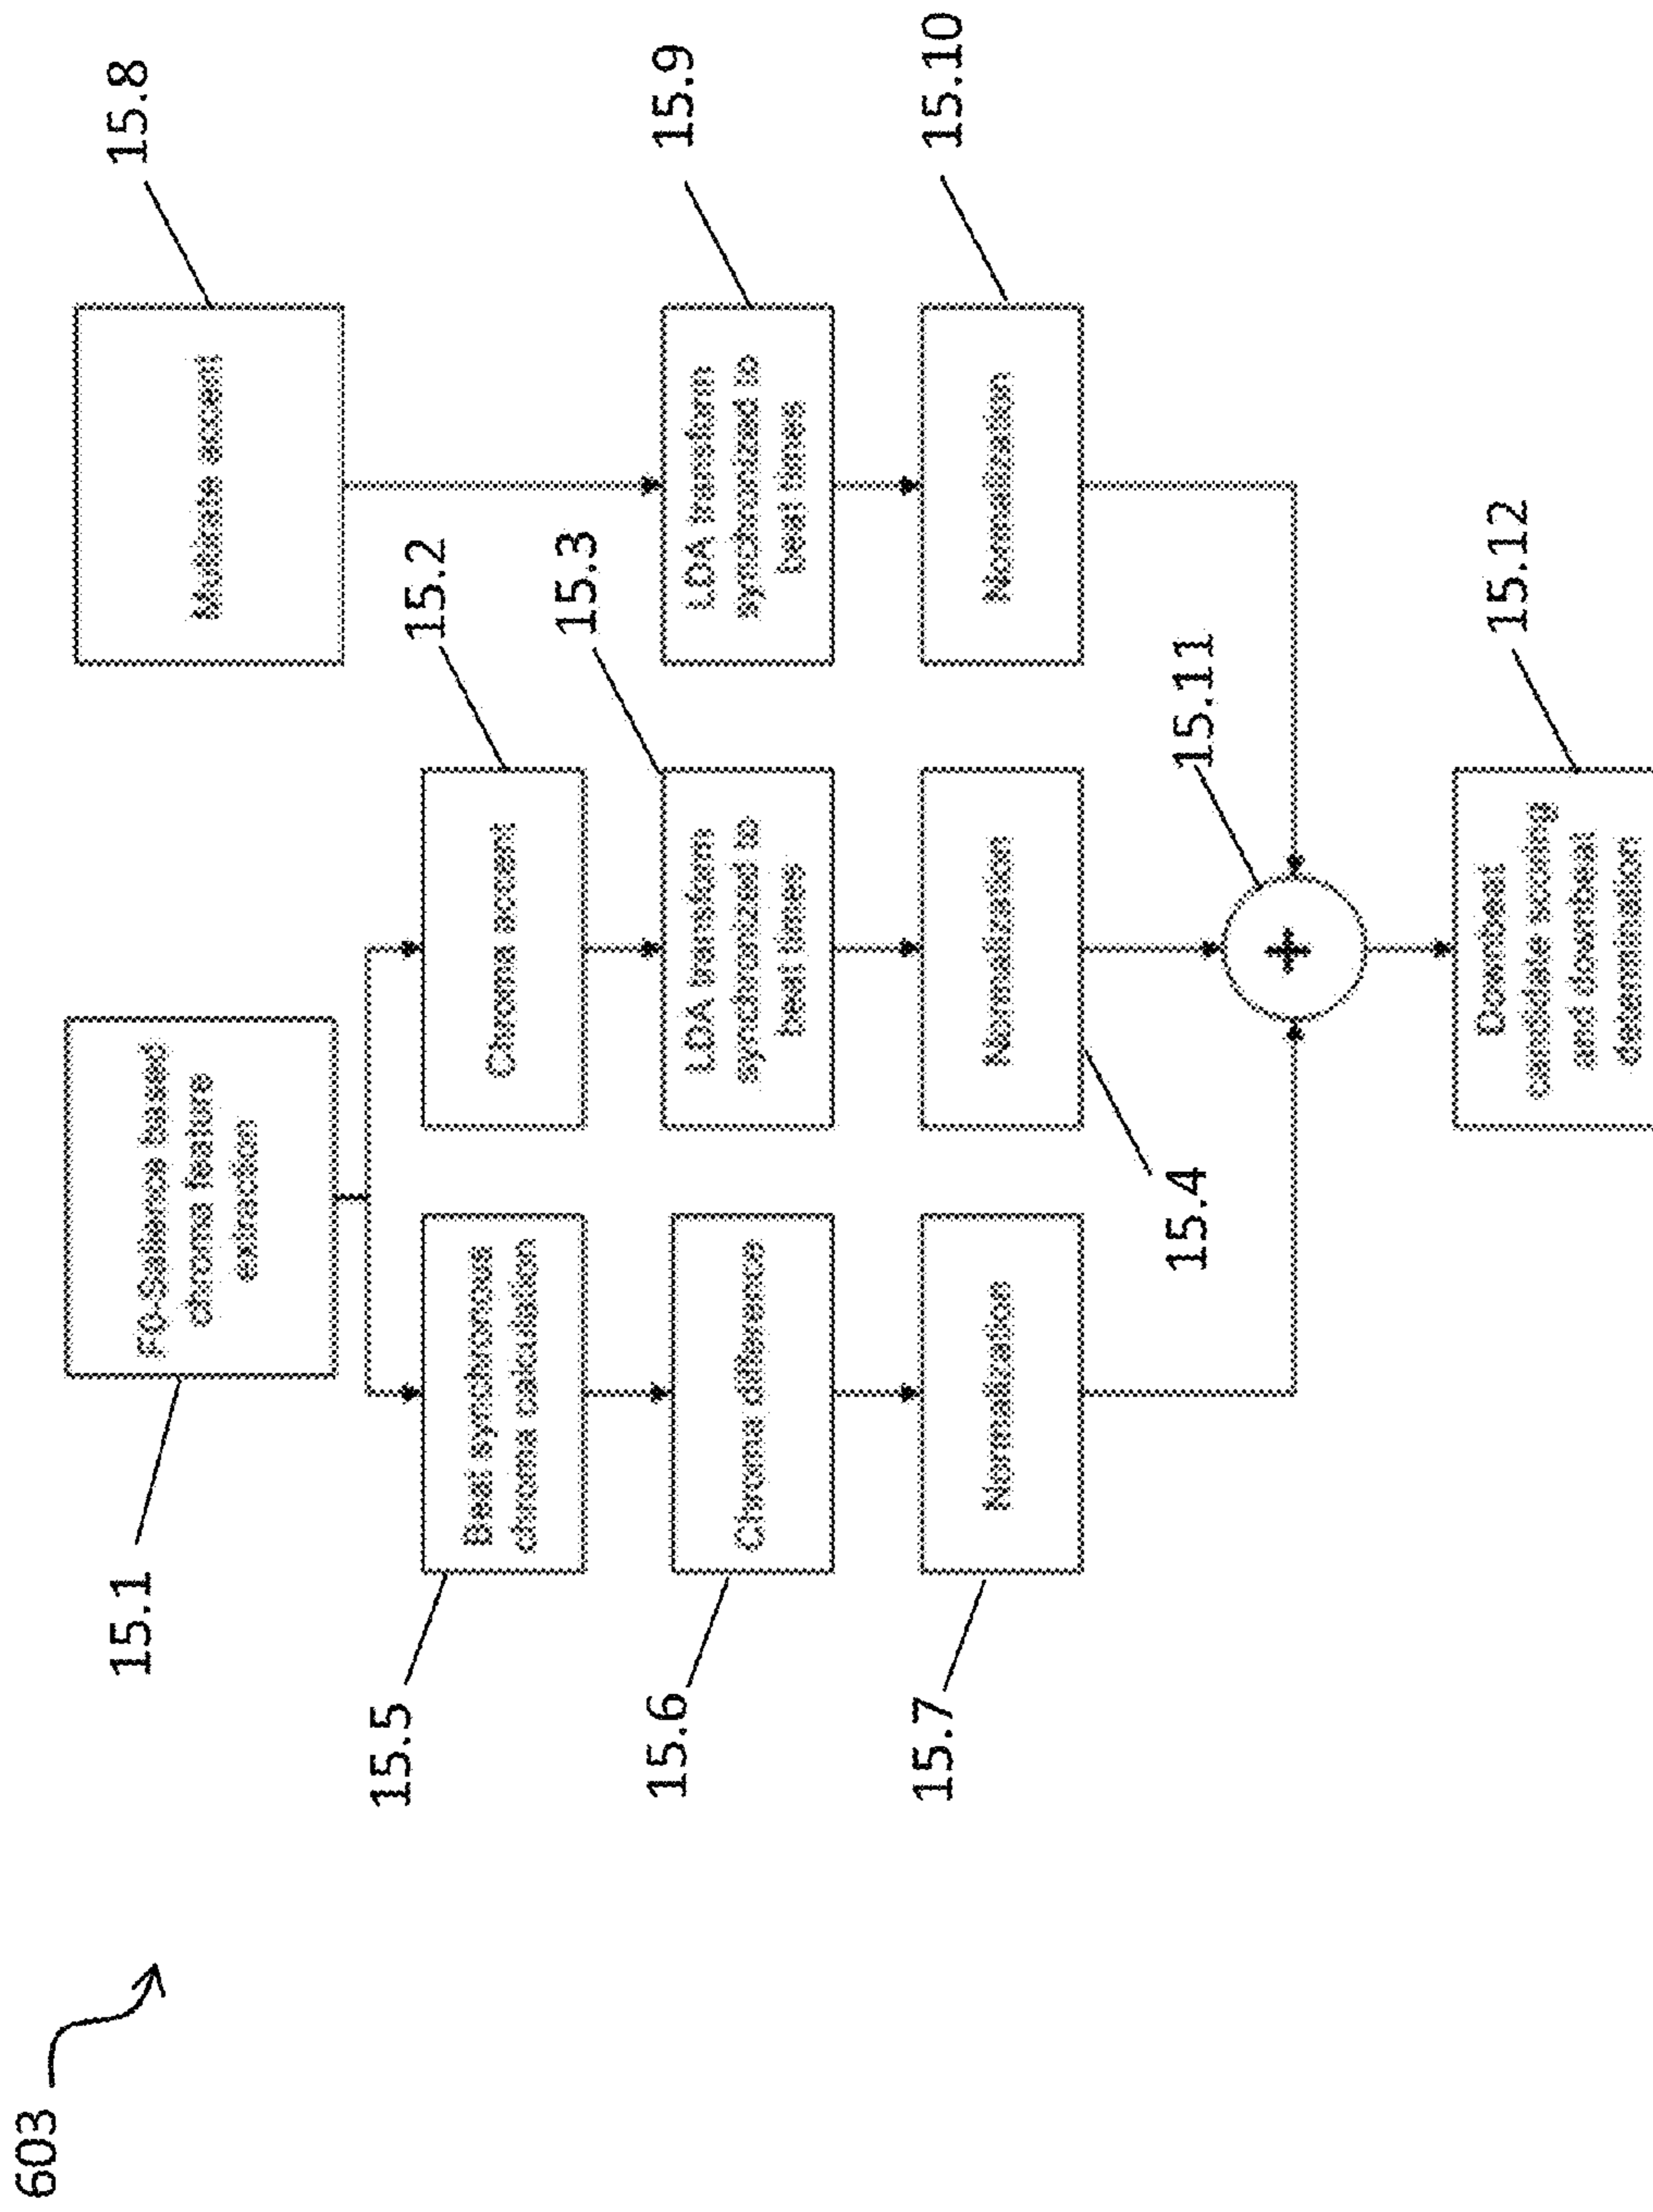 603
15.1
F0-Salience based
chroma feature
extraction
15.8
Multirate accent
15.5
Beat synchronous
chroma calculation
15.2
Chroma accent
15.6
Chroma difference
15.3
LDA transform
synchronized to
beat times
15.9
LDA transform
synchronized to
beat times
15.7
Normalization
15.4
Normalization
15.10
Normalization
15.11
+
15.12
Downbeat
candidate scoring
and downbeat
determination